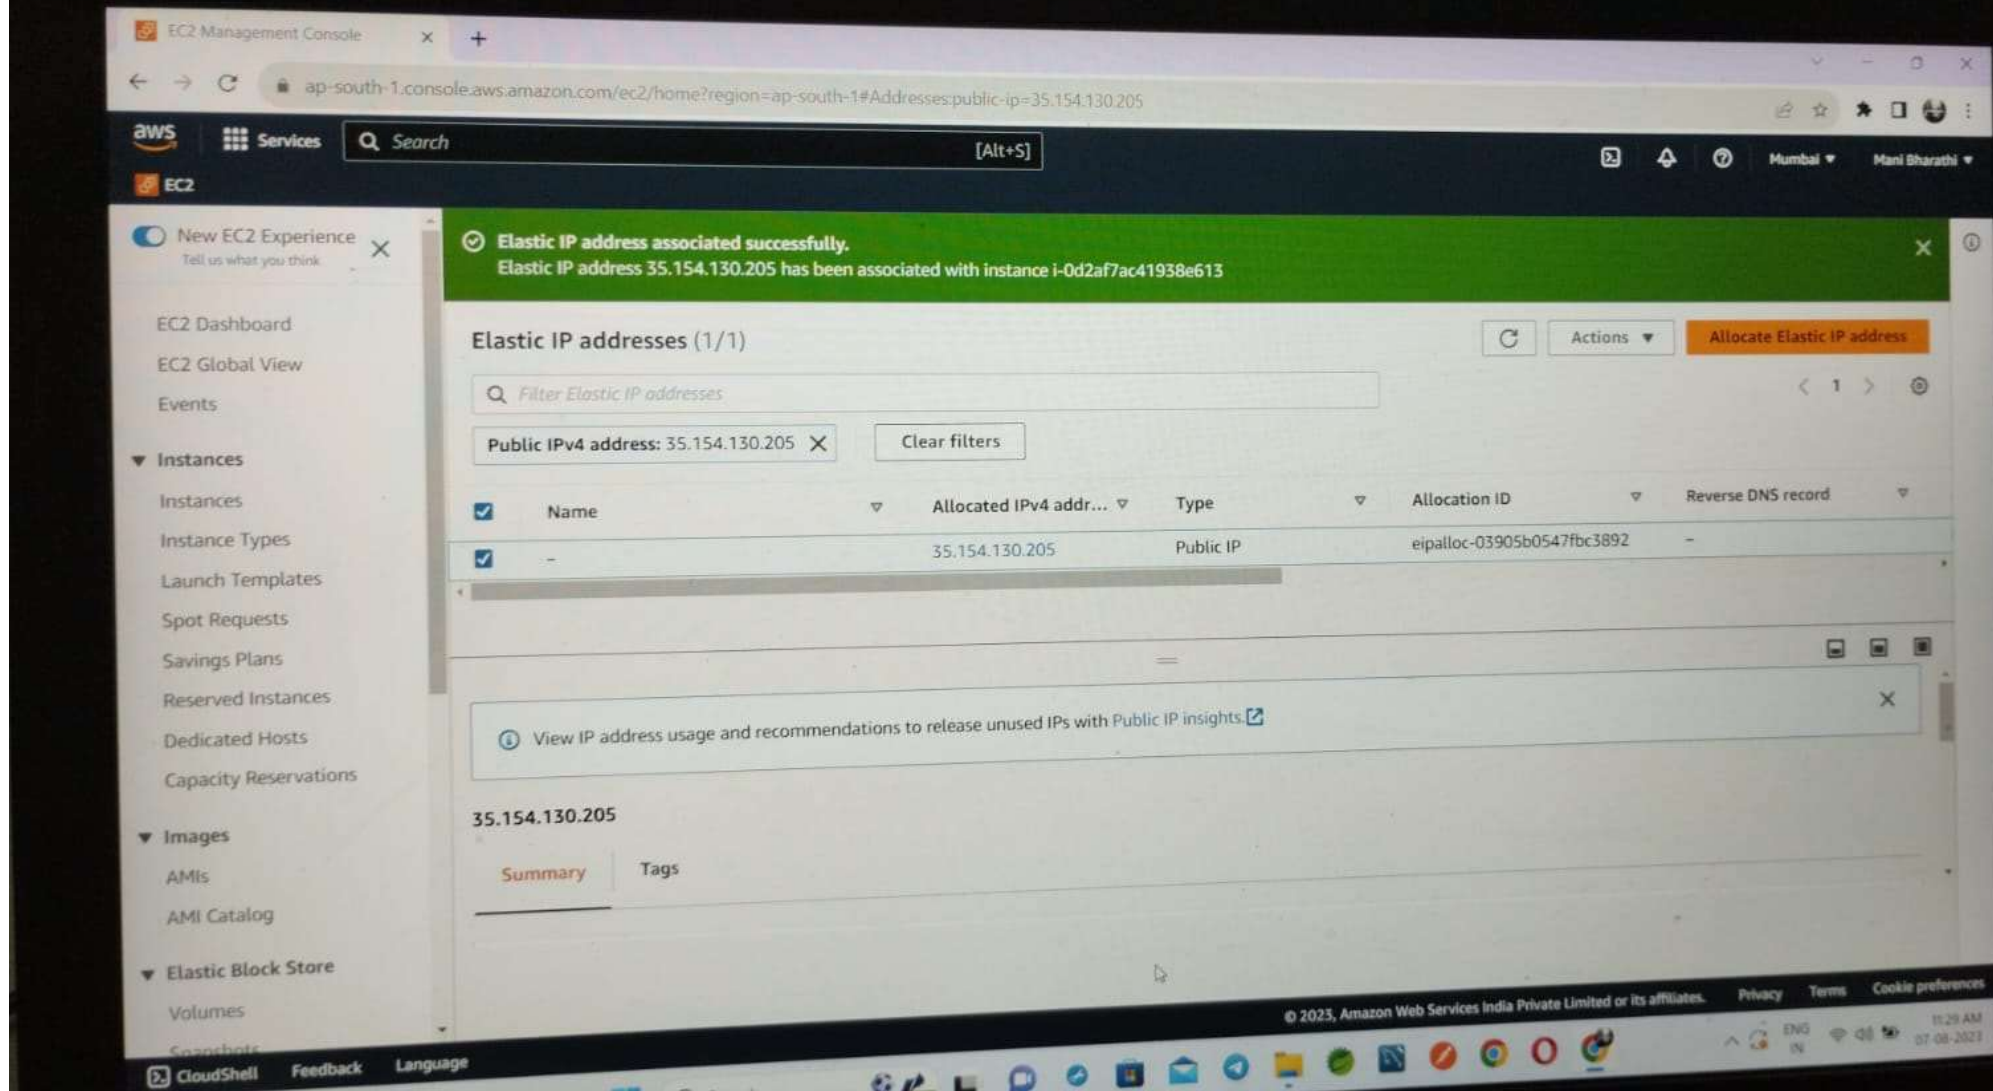 EC2 Management Console
ap-south-1.console.aws.amazon.com/ec2/home?region=ap-south-1#Addresses:public-ip=35.154.130.205
aws
Services
Search
[Alt+S]
Mumbai
Mani Bharathi
EC2
New EC2 Experience
Tell us what you think
EC2 Dashboard
EC2 Global View
Events
Instances
Instances
Instance Types
Launch Templates
Spot Requests
Savings Plans
Reserved Instances
Dedicated Hosts
Capacity Reservations
Images
AMIs
AMI Catalog
Elastic Block Store
Volumes
Snapshots
Elastic IP address associated successfully.
Elastic IP address 35.154.130.205 has been associated with instance i-0d2af7ac41938e613
Elastic IP addresses (1/1)
Actions
Allocate Elastic IP address
Filter Elastic IP addresses
1
Public IPv4 address: 35.154.130.205
Clear filters
Name Allocated IPv4 addr... Type Allocation ID Reverse DNS record
- 35.154.130.205 Public IP eipalloc-03905b0547fbc3892 -
View IP address usage and recommendations to release unused IPs with Public IP insights.
35.154.130.205
Summary
Tags
© 2023, Amazon Web Services India Private Limited or its affiliates. Privacy Terms Cookie preferences
CloudShell Feedback Language
ENG
IN
11:29 AM
07-08-2023